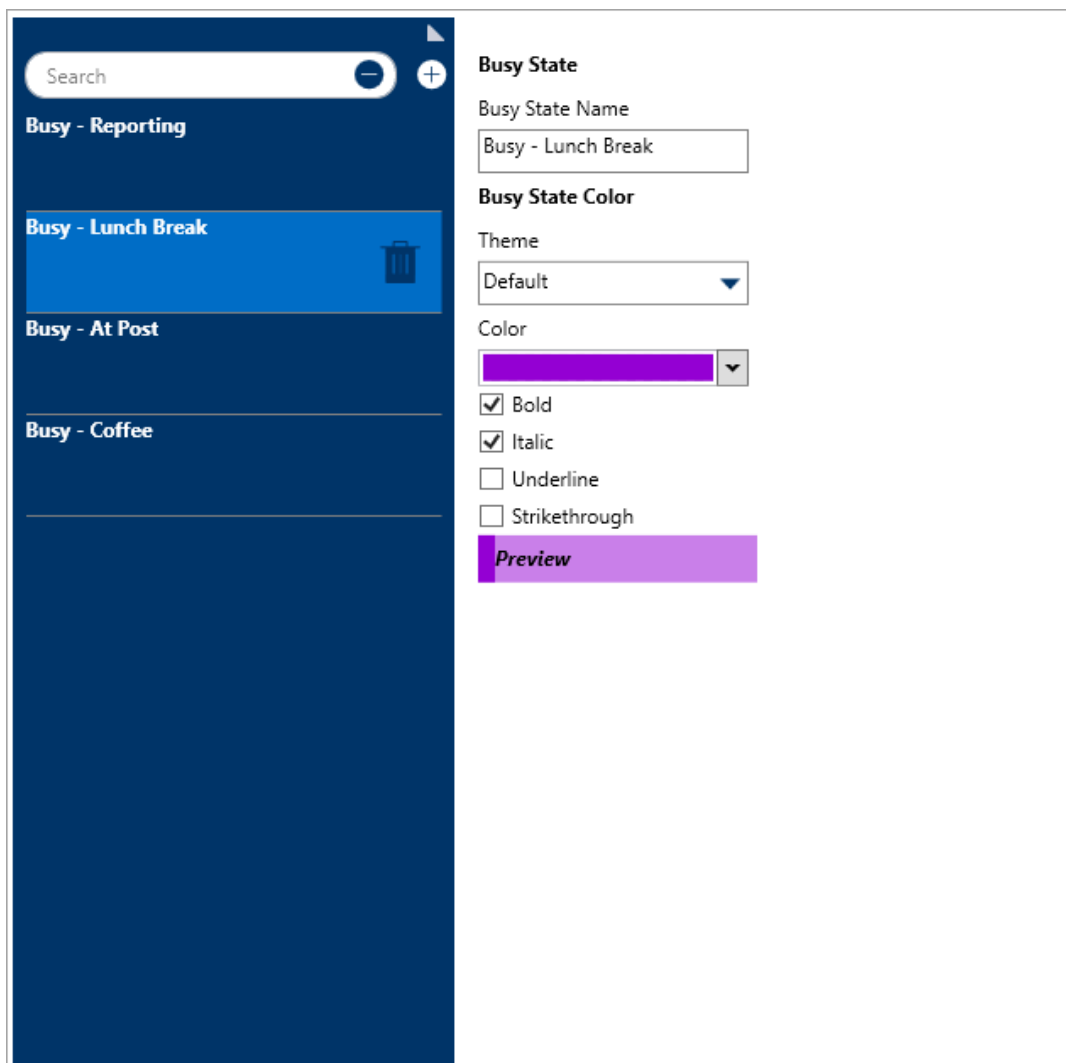 Search
Busy - Reporting
Busy - Lunch Break
Busy - At Post
Busy - Coffee
Busy State
Busy State Name
Busy - Lunch Break
Busy State Color
Theme
Default
Color
Bold
Italic
Underline
Strikethrough
Preview